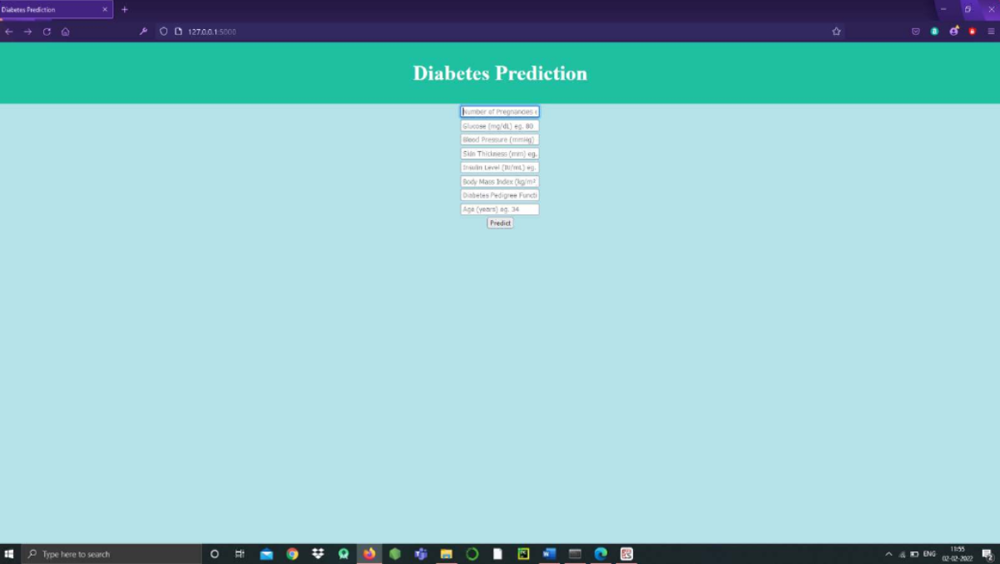 Diabetes Prediction
127.0.0.1:5000
Diabetes Prediction
Number of Pregnancies e
Glucose (mg/dL) eg. 80
Blood Pressure (mmHg)
Skin Thickness (mm) eg.
Insulin Level (IU/mL) eg.
Body Mass Index (kg/m²
Diabetes Pedigree Functi
Age (years) eg. 34
Predict
Type here to search
ENG
11:55
02-02-2022